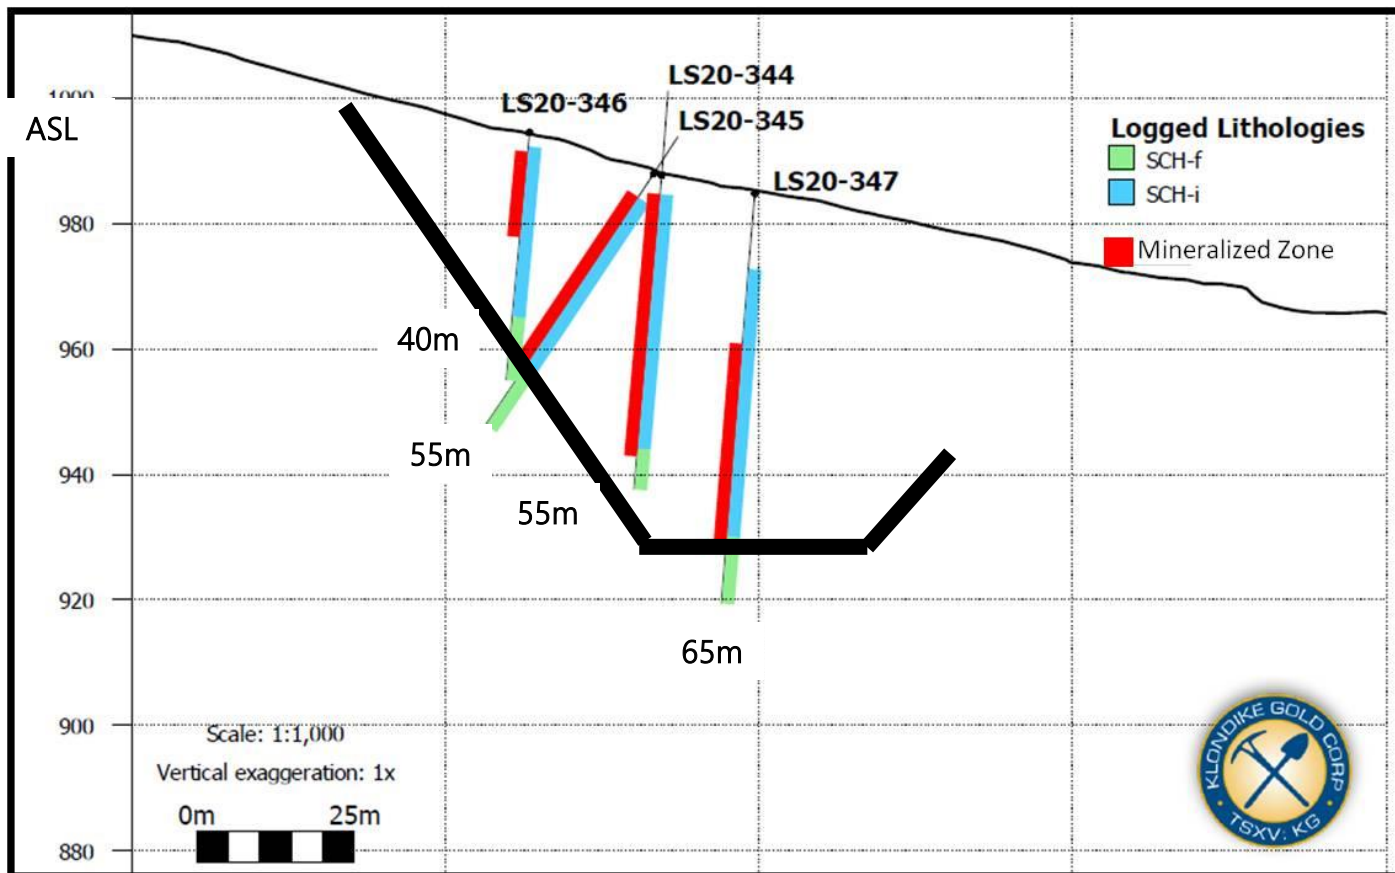 1000
ASL
LS20-344
LS20-346
LS20-345
Logged Lithologies
SCH-f
LS20-347
SCH-i
980
Mineralized Zone
40m
960
55m
940
55m
920
65m
900
Scale: 1:1,000
Vertical exaggeration: 1x
0m 25m
880
KLONDIKE GOLD CORP
TSXV: KG